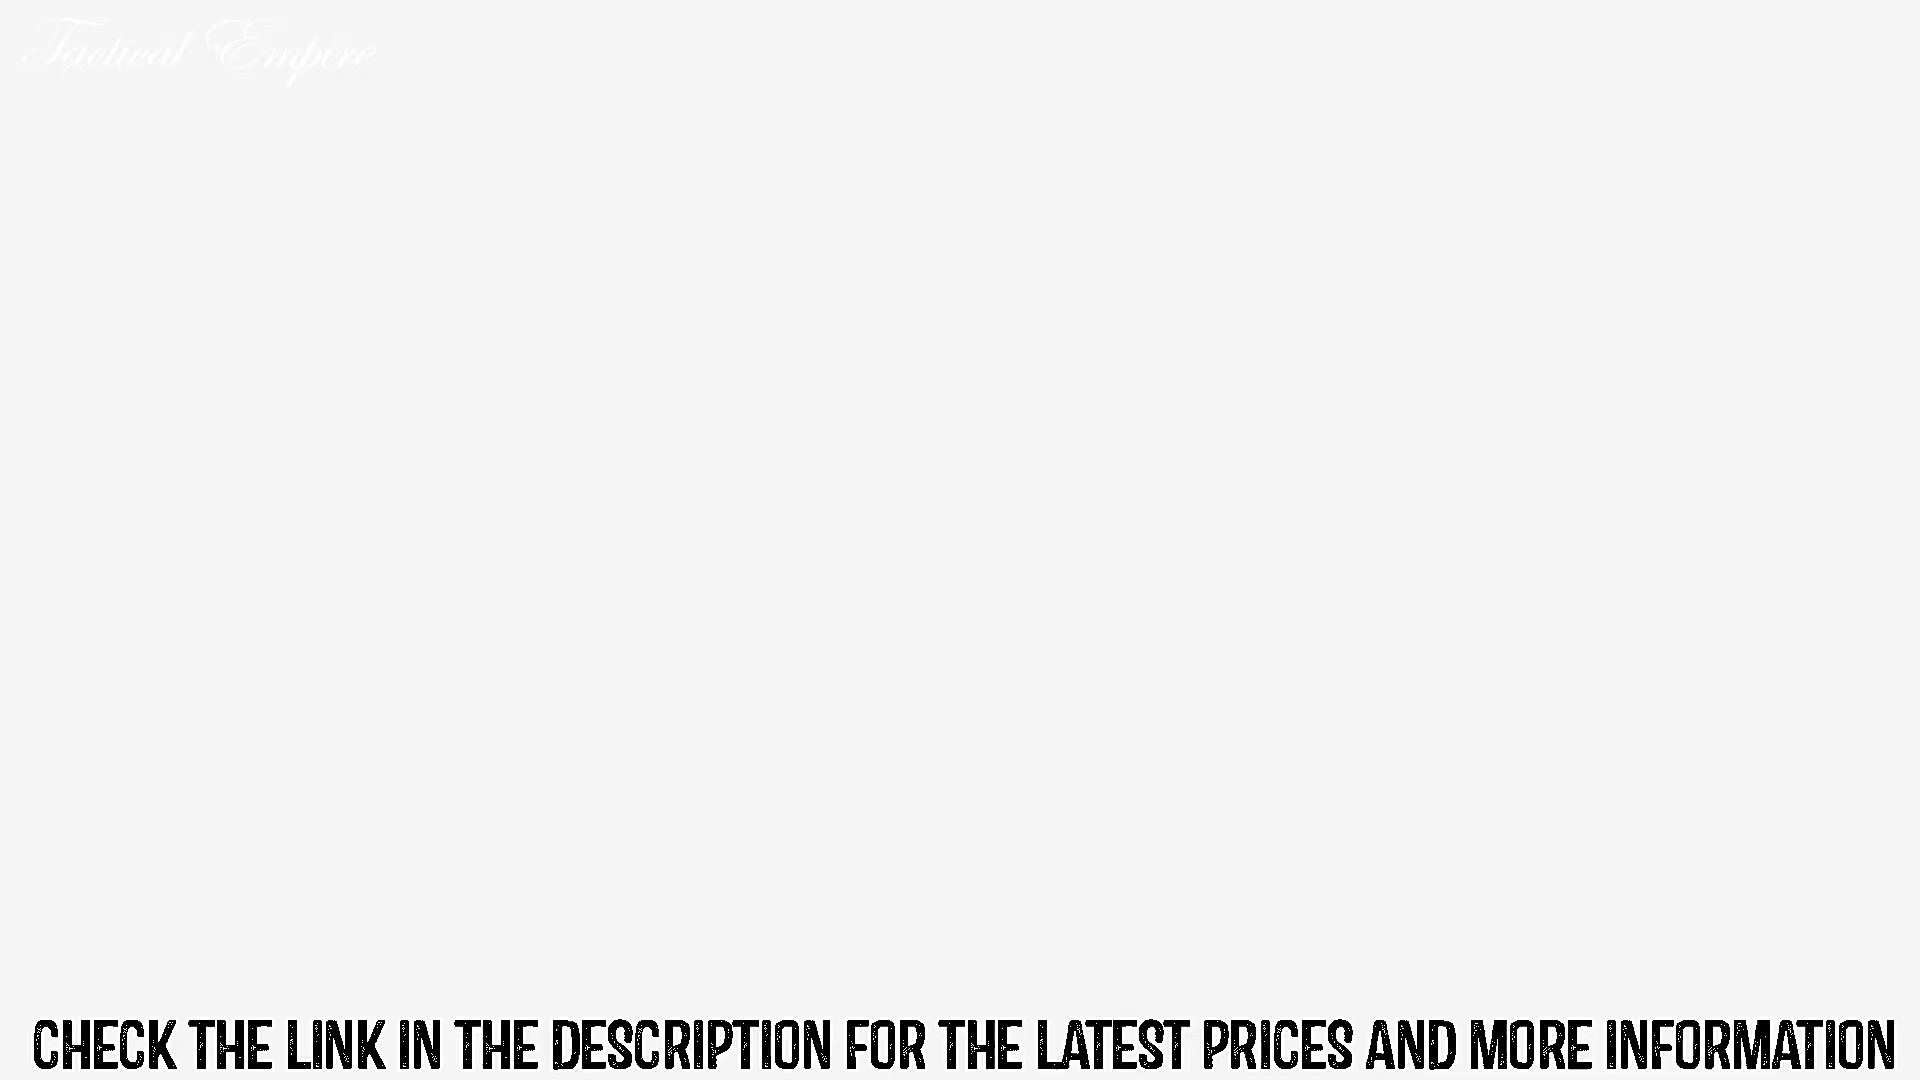 Tactical Empire
CHECK THE LINK IN THE DESCRIPTION FOR THE LATEST PRICES AND MORE INFORMATION